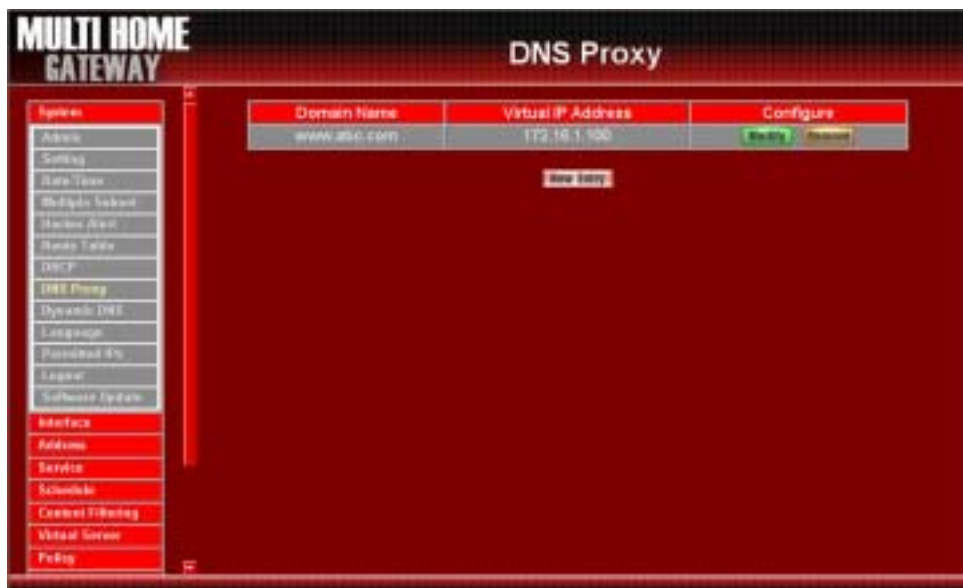 MULTI HOME
GATEWAY
DNS Proxy
System
Admin
Setting
Date/Time
Multiple Subnet
Hacker Alert
Route Table
DHCP
DNS Proxy
Dynamic DNS
Language
Permitted IPs
Logout
Software Update
Interface
Address
Service
Schedule
Content Filtering
Virtual Server
Policy
Domain Name Virtual IP Address Configure
www.abc.com 172.16.1.100 Modify Remove
New Entry